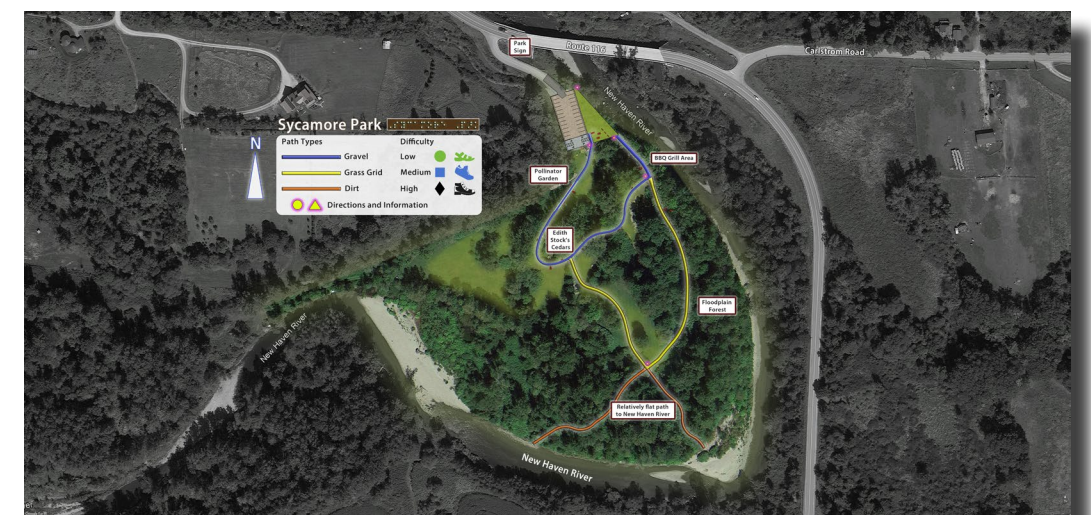 Park
Sign
Route 116
Carlstrom Road
New Haven River
Sycamore Park
N
Path Types
Difficulty
Gravel
Low
Grass Grid
Medium
Dirt
High
Directions and Information
Pollinator
Garden
BBQ Grill Area
Edith
Stock's
Cedars
Floodplain
Forest
New Haven River
Relatively flat path
to New Haven River
New Haven River